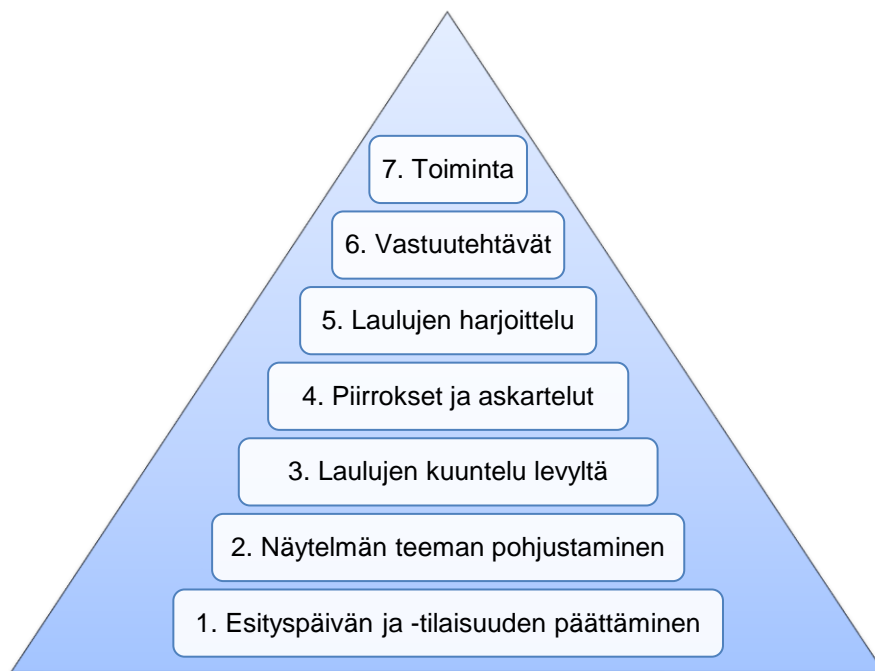 7. Toiminta
6. Vastuutehtävät
5. Laulujen harjoittelu
4. Piirrokset ja askartelut
3. Laulujen kuuntelu levyltä
2. Näytelmän teeman pohjustaminen
1. Esityspäivän ja -tilaisuuden päättäminen